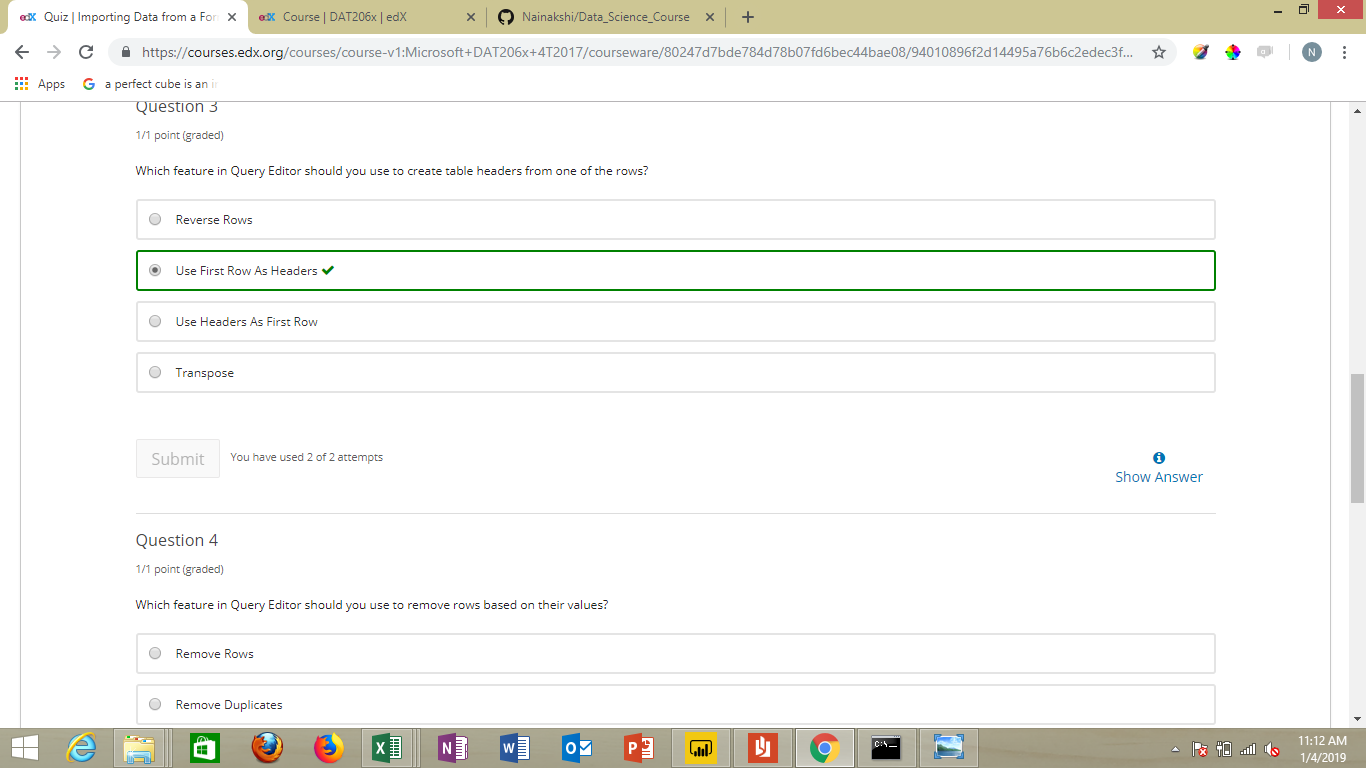 Quiz | Importing Data from a For
Course | DAT206x | edX
Nainakshi/Data_Science_Course
https://courses.edx.org/courses/course-v1:Microsoft+DAT206x+4T2017/courseware/80247d7bde784d78b07fd6bec44bae08/94010896f2d14495a76b6c2edec3f...
N
Apps
a perfect cube is an i
Question 3
1/1 point (graded)
Which feature in Query Editor should you use to create table headers from one of the rows?
Reverse Rows
Use First Row As Headers
Use Headers As First Row
Transpose
Submit
You have used 2 of 2 attempts
Show Answer
Question 4
1/1 point (graded)
Which feature in Query Editor should you use to remove rows based on their values?
Remove Rows
Remove Duplicates
11:12 AM
1/4/2019